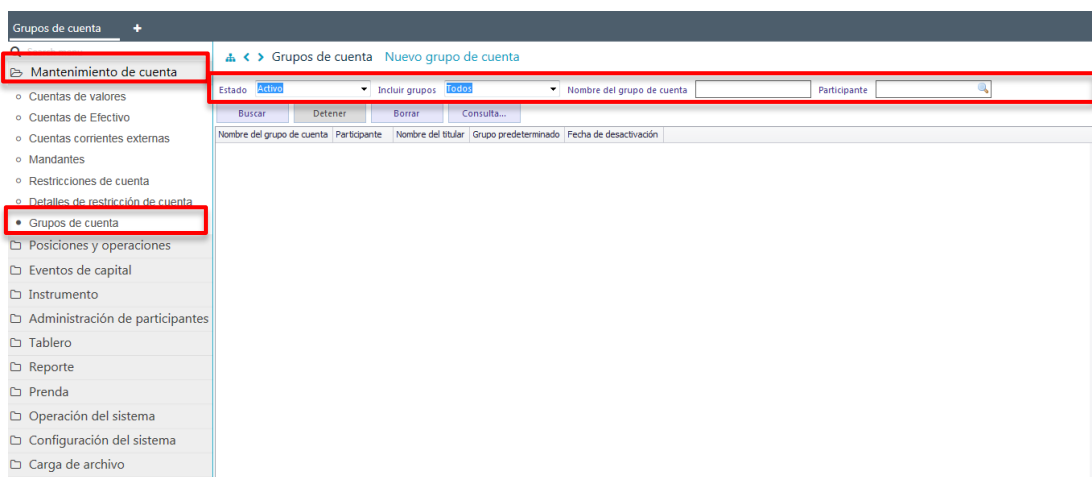 Grupos de cuenta +
Mantenimiento de cuenta
Cuentas de valores
Cuentas de Efectivo
Cuentas corrientes externas
Mandantes
Restricciones de cuenta
Detalles de restricción de cuenta
Grupos de cuenta
Posiciones y operaciones
Eventos de capital
Instrumento
Administración de participantes
Tablero
Reporte
Prenda
Operación del sistema
Configuración del sistema
Carga de archivo
Grupos de cuenta Nuevo grupo de cuenta
Estado Activo Incluir grupos Todos Nombre del grupo de cuenta Participante
Buscar Detener Borrar Consulta...
Nombre del grupo de cuenta Participante Nombre del titular Grupo predeterminado Fecha de desactivación